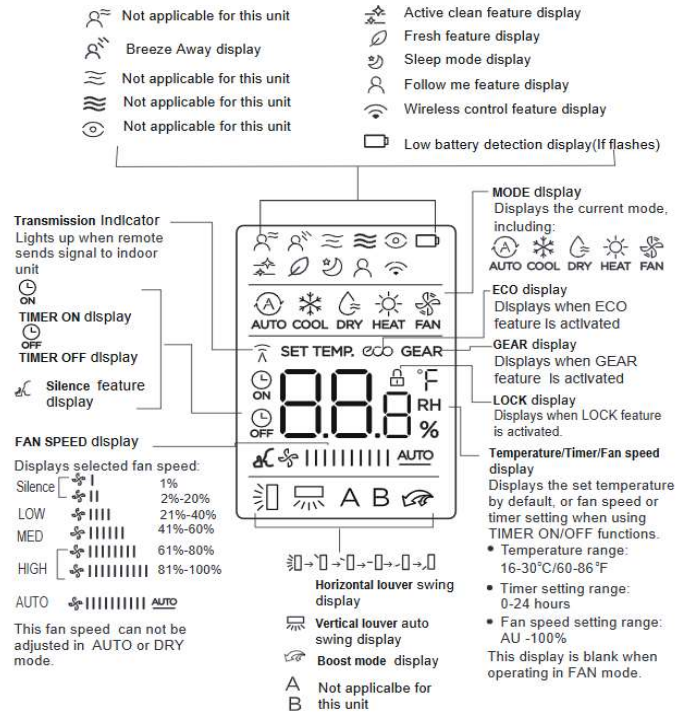 Not applicable for this unit
Breeze Away display
Not applicable for this unit
Not applicable for this unit
Not applicable for this unit
Active clean feature display
Fresh feature display
Sleep mode display
Follow me feature display
Wireless control feature display
Low battery detection display(If flashes)
Transmission Indicator
Lights up when remote
sends signal to indoor
unit
ON
TIMER ON display
OFF
TIMER OFF display
Silence feature
display
FAN SPEED display
Displays selected fan speed:
Silence
1%
2%-20%
LOW
21%-40%
MED
41%-60%
HIGH
61%-80%
81%-100%
AUTO
AUTO
This fan speed can not be
adjusted in AUTO or DRY
mode.
AUTO COOL DRY HEAT FAN
SET TEMP. eco GEAR
ON
OFF
88.8
°F
RH
%
AUTO
A B
Horizontal louver swing
display
Vertical louver auto
swing display
Boost mode display
A
B
Not applicalbe for
this unit
MODE display
Displays the current mode,
including:
AUTO COOL DRY HEAT FAN
ECO display
Displays when ECO
feature is activated
GEAR display
Displays when GEAR
feature is activated
LOCK display
Displays when LOCK feature
is activated.
Temperature/Timer/Fan speed
display
Displays the set temperature
by default, or fan speed or
timer setting when using
TIMER ON/OFF functions.
• Temperature range:
16-30°C/60-86°F
• Timer setting range:
0-24 hours
• Fan speed setting range:
AU -100%
This display is blank when
operating in FAN mode.